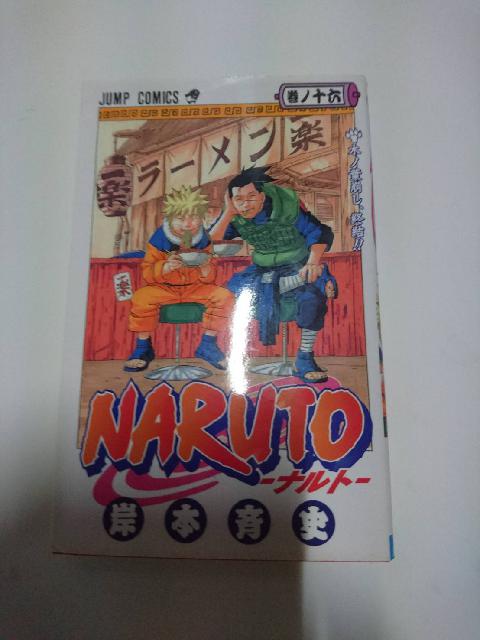 JUMP COMICS
巻ノ十六
木ノ葉崩し、終結!!
一楽
ラーメン
一楽
一楽
NARUTO
-ナルト-
岸本斉史